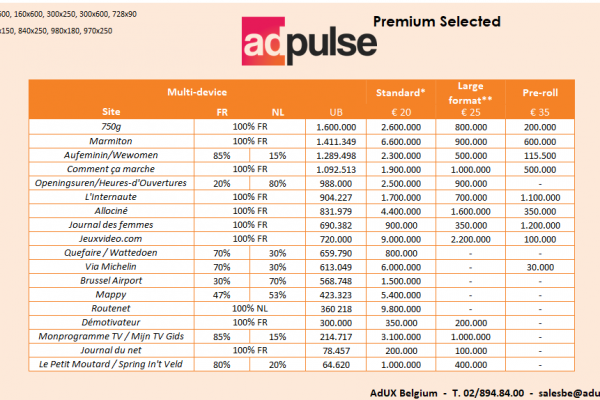 600, 160x600, 300x250, 300x600, 728x90
x150, 840x250, 980x180, 970x250
adpulse
Premium Selected
Multi-device Standard* Large format** Pre-roll
Site FR NL UB € 20 € 25 € 35
750g 100% FR 1.600.000 2.600.000 800.000 200.000
Marmiton 100% FR 1.411.349 6.600.000 900.000 600.000
Aufeminin/Wewomen 85% 15% 1.289.498 2.300.000 500.000 115.500
Comment ça marche 100% FR 1.092.513 1.900.000 1.000.000 500.000
Openingsuren/Heures-d'Ouvertures 20% 80% 988.000 2.500.000 900.000 -
L'Internaute 100% FR 904.227 1.700.000 700.000 1.100.000
Allociné 100% FR 831.979 4.400.000 1.600.000 350.000
Journal des femmes 100% FR 690.382 900.000 350.000 1.200.000
Jeuxvideo.com 100% FR 720.000 9.000.000 2.200.000 100.000
Quefaire / Wattedoen 70% 30% 659.790 800.000 - -
Via Michelin 70% 30% 613.049 6.000.000 - 30.000
Brussel Airport 30% 70% 568.748 1.500.000 - -
Mappy 47% 53% 423.323 5.400.000 - -
Routenet 100% NL 360 218 9.800.000 - -
Démotivateur 100% FR 300.000 350.000 200.000 -
Monprogramme TV / Mijn TV Gids 85% 15% 214.717 3.100.000 1.000.000 -
Journal du net 100% FR 78.457 200.000 100.000 -
Le Petit Moutard / Spring In't Veld 80% 20% 64.620 1.000.000 400.000 -
AdUX Belgium - T. 02/894.84.00 - salesbe@adu